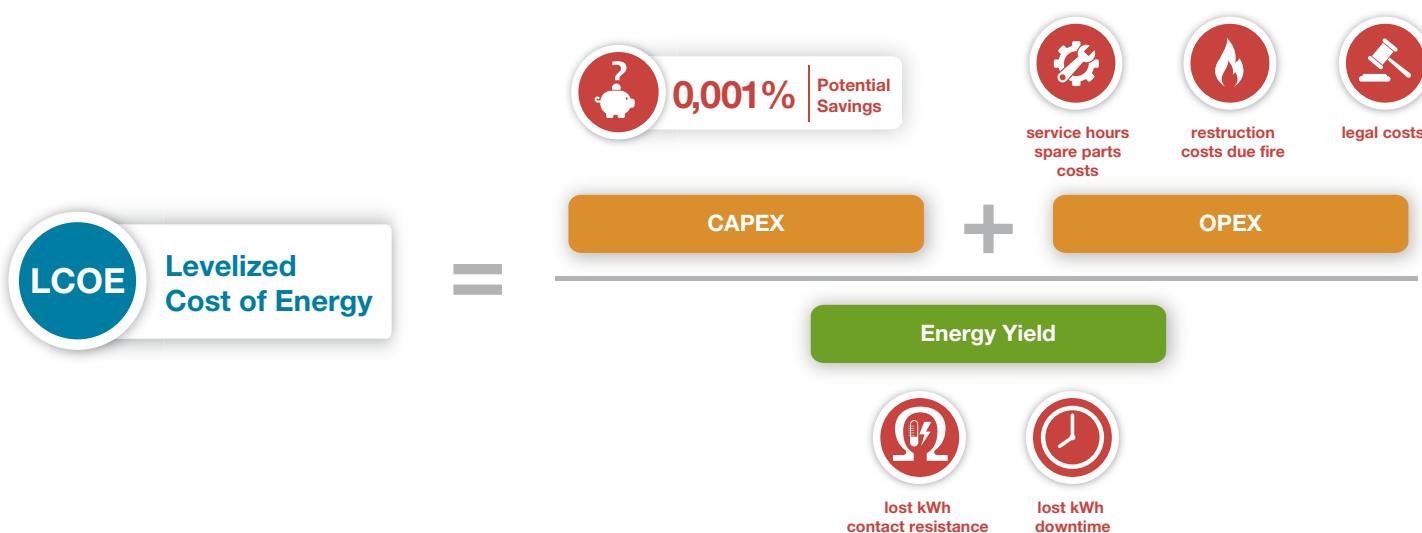 0,001%
Potential
Savings
service hours
spare parts
costs
restruction
costs due fire
legal costs
CAPEX
+
OPEX
LCOE
Levelized
Cost of Energy
=
Energy Yield
lost kWh
contact resistance
lost kWh
downtime